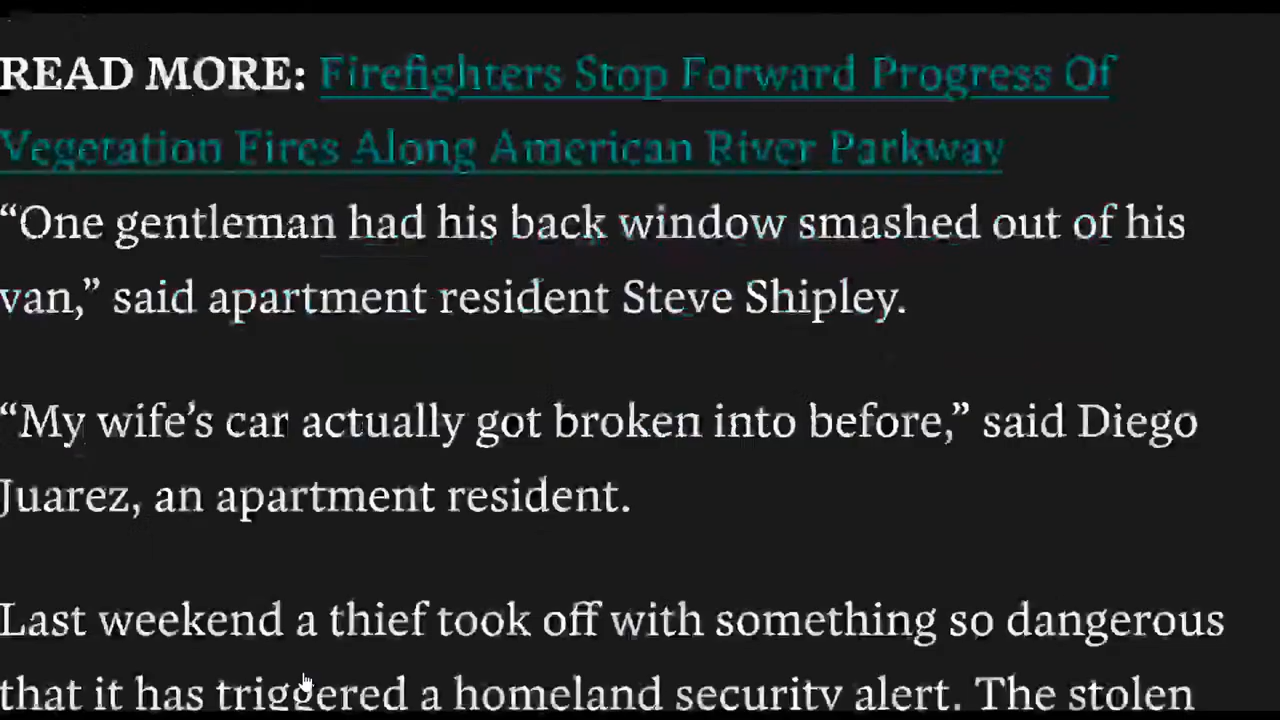 READ MORE: Firefighters Stop Forward Progress Of
Vegetation Fires Along American River Parkway
“One gentleman had his back window smashed out of his
van,” said apartment resident Steve Shipley.
“My wife’s car actually got broken into before,” said Diego
Juarez, an apartment resident.
Last weekend a thief took off with something so dangerous
that it has triggered a homeland security alert. The stolen